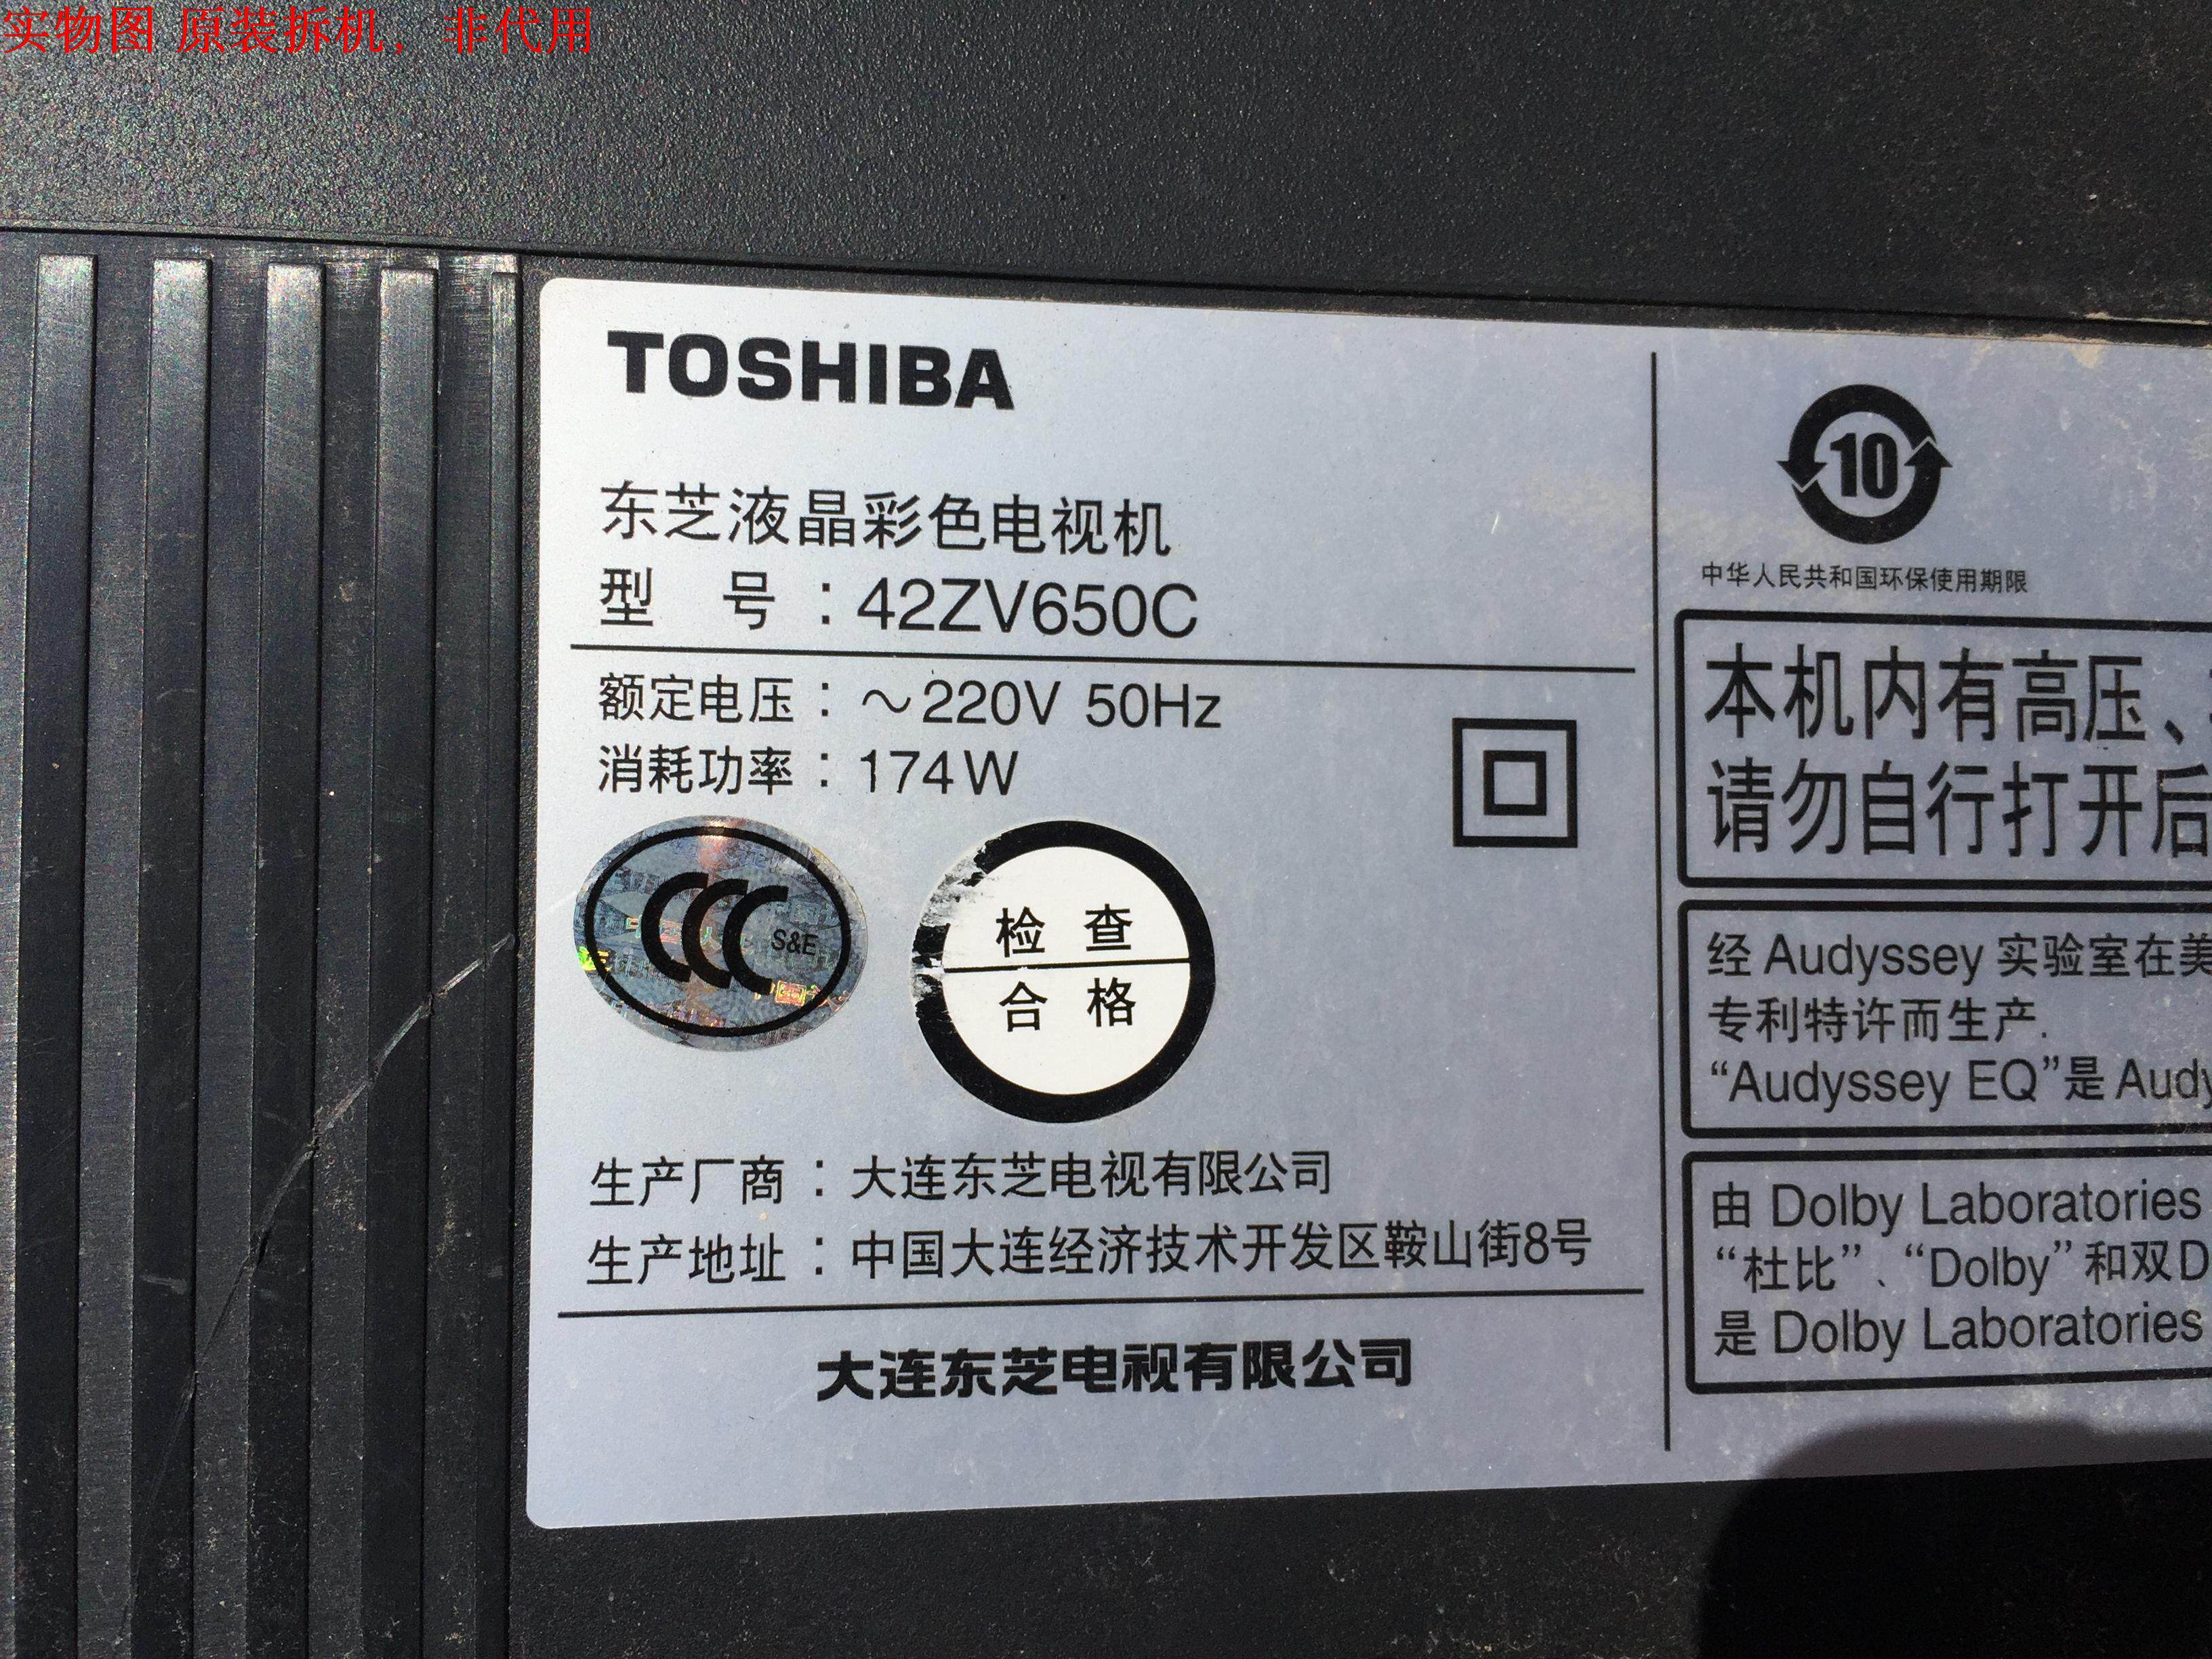 实物图 原装拆机，非代用
TOSHIBA
东芝液晶彩色电视机
型 号：42ZV650C
额定电压：～220V 50Hz
消耗功率：174W
CCC S&E
检 查
合 格
生产厂商：大连东芝电视有限公司
生产地址：中国大连经济技术开发区鞍山街8号
大连东芝电视有限公司
10
中华人民共和国环保使用期限
本机内有高压、
请勿自行打开后
经 Audyssey 实验室在美
专利特许而生产.
“Audyssey EQ”是 Audy
由 Dolby Laboratories
“杜比”、“Dolby”和双D
是 Dolby Laboratories